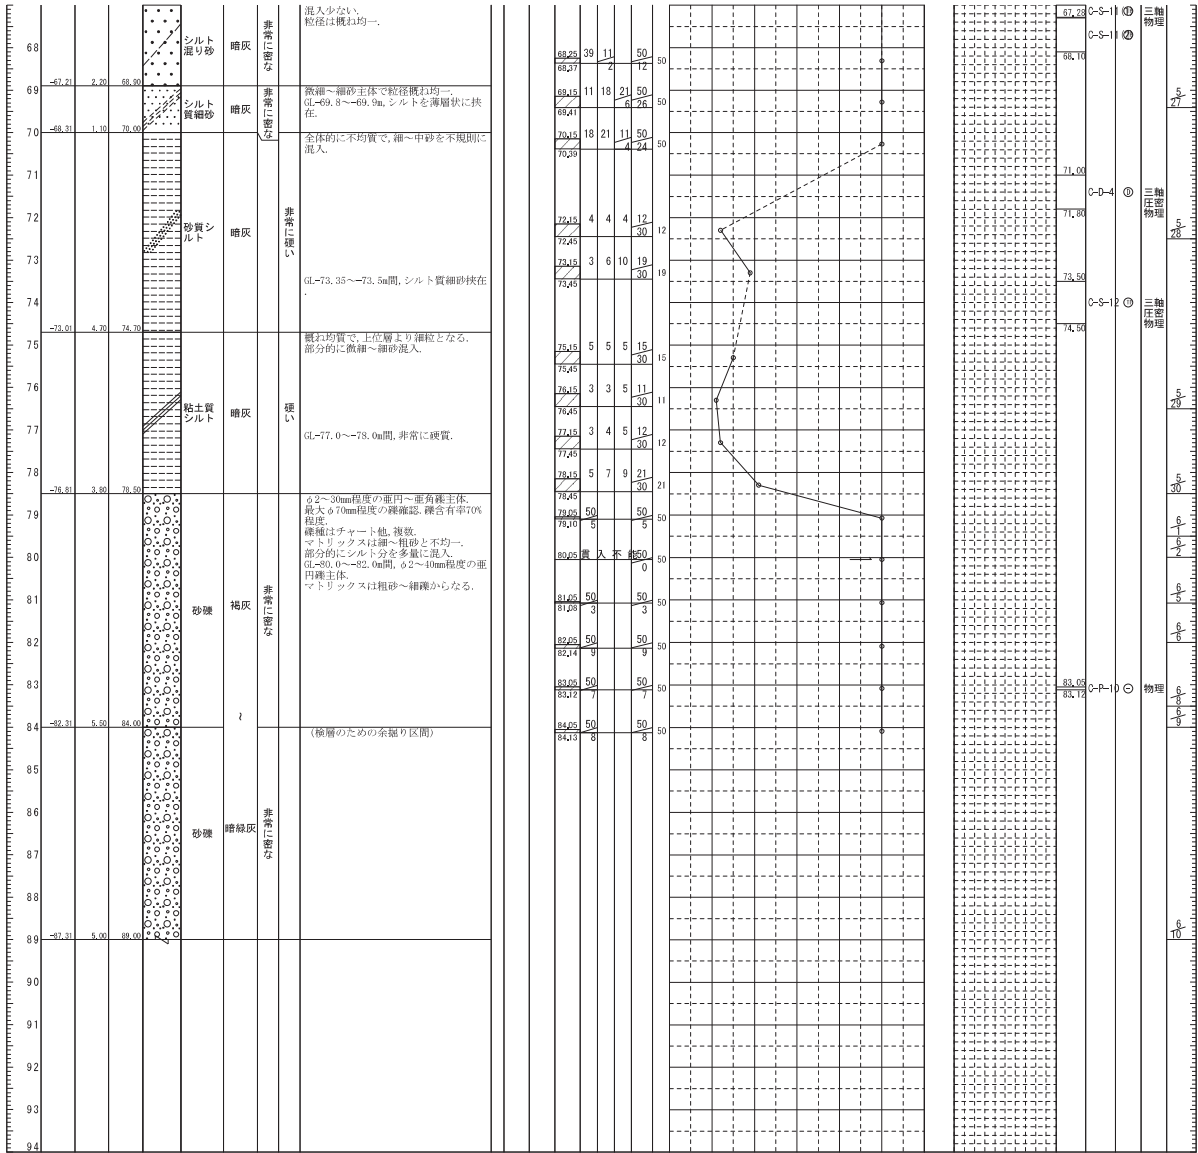 混入少ない.
粒径は概ね均一.
シルト
混り砂
暗灰
非常に密な
68
-67.21 2.20 68.90
68.25 39 11 50
68.37 2 12
50
67.28
C-S-11
三軸
物理
C-S-11
68.10
69
シルト
質細砂
暗灰
非常に密な
微細～細砂主体で粒径概ね均一.
GL-69.8～-69.9m,シルトを薄層状に挟
在.
69.15 11 18 21 50
69.41 6 26
50
5
27
70
-68.31 1.10 70.00
全体的に不均質で,細～中砂を不規則に
混入.
70.15 18 21 11 50
70.39 4 24
50
71
71.00
C-D-4
三軸
圧密
物理
71.80
72
砂質シ
ルト
暗灰
非常に硬い
72.15 4 4 4 12
72.45 30
12
5
28
73
GL-73.35～-73.5m間,シルト質細砂挟在
.
73.15 3 6 10 19
73.45 30
19
73.50
C-S-12
三軸
圧密
物理
74.50
74
-73.01 4.70 74.70
75
概ね均質で,上位層より細粒となる.
部分的に微細～細砂混入.
75.15 5 5 5 15
75.45 30
15
76
粘土質
シルト
暗灰
硬い
76.15 3 3 5 11
76.45 30
11
5
29
77
GL-77.0～-78.0m間,非常に硬質.
77.15 3 4 5 12
77.45 30
12
78
-76.81 3.80 78.50
78.15 5 7 9 21
78.45 30
21
5
30
79
φ2～30mm程度の亜円～亜角礫主体.
最大φ70mm程度の礫確認.礫含有率70%
程度.
礫種はチャート他,複数.
マトリックスは細～粗砂と不均一.
部分的にシルト分を多量に混入.
GL-80.0～-82.0m間,φ2～40mm程度の亜
円礫主体.
マトリックスは粗砂～細礫からなる.
79.05 50 50
79.10 5 5
50
6
1
80
80.05 貫入不能 50
0
50
6
2
81
砂礫
褐灰
～
非常に密な
81.05 50 50
81.08 3 3
50
6
5
82
82.05 50 50
82.14 9 9
50
6
6
83
83.05 50 50
83.12 7 7
50
83.05
83.12
C-P-10
物理
6
8
84
-82.31 5.50 84.00
(検層のための余掘り区間)
84.05 50 50
84.13 8 8
50
6
9
85
86
砂礫
暗緑灰
非常に密な
87
88
89
-87.31 5.00 89.00
6
10
90
91
92
93
94